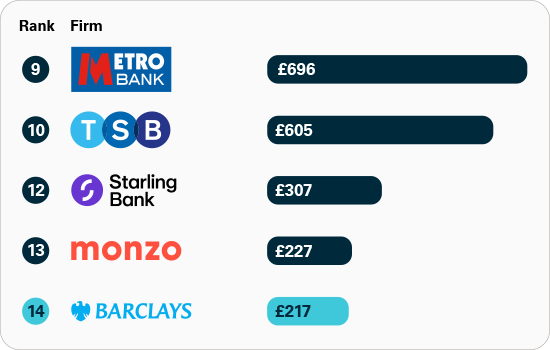 Rank Firm
9 METRO BANK £696
10 TSB £605
12 Starling Bank £307
13 monzo £227
14 BARCLAYS £217